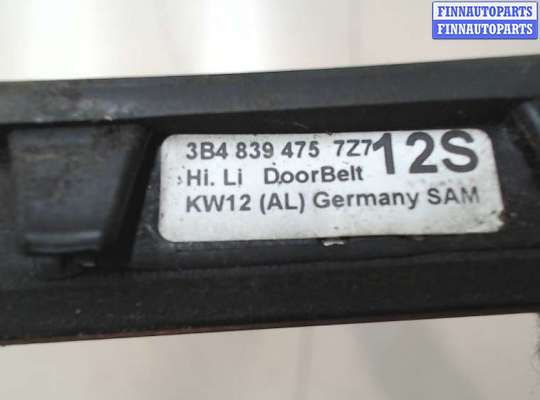 FINNAUTOPARTS
FINNAUTOPARTS
3B4 839 475 7Z7 12S
Hi. Li DoorBelt
KW12 (AL) Germany SAM